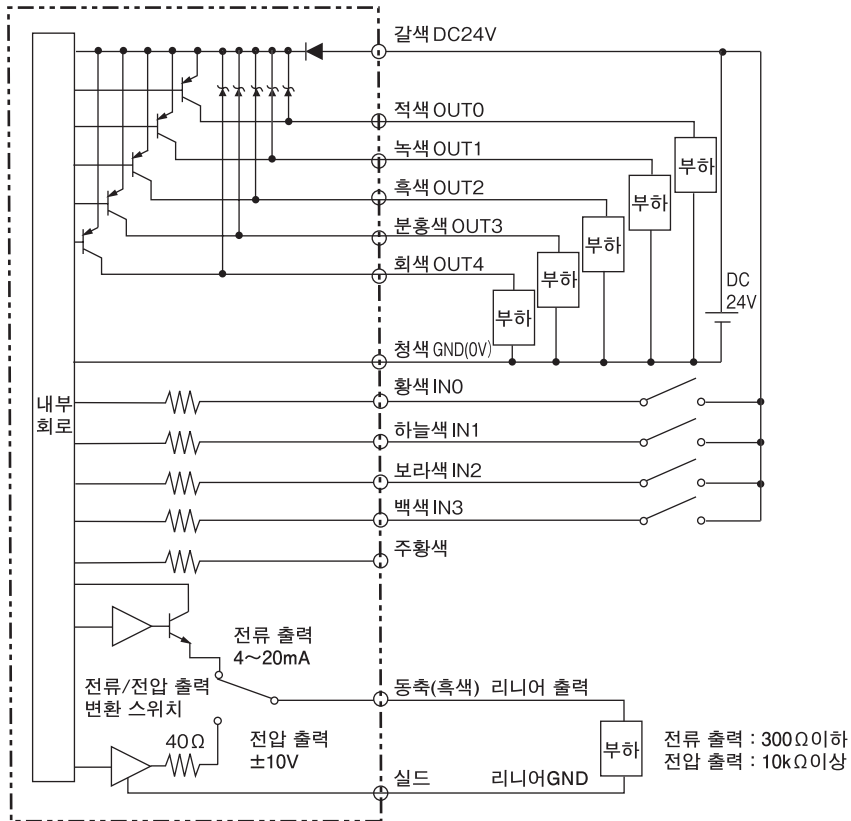 갈색 DC24V
적색 OUT0
녹색 OUT1
흑색 OUT2
분홍색 OUT3
회색 OUT4
부하
부하
부하
부하
부하
DC
24V
청색 GND(0V)
황색 IN0
하늘색 IN1
보라색 IN2
백색 IN3
주황색
내부
회로
전류 출력
4~20mA
전류/전압 출력
변환 스위치
동축(흑색) 리니어 출력
40Ω
전압 출력
±10V
부하
전류 출력 : 300Ω이하
전압 출력 : 10kΩ이상
실드 리니어GND